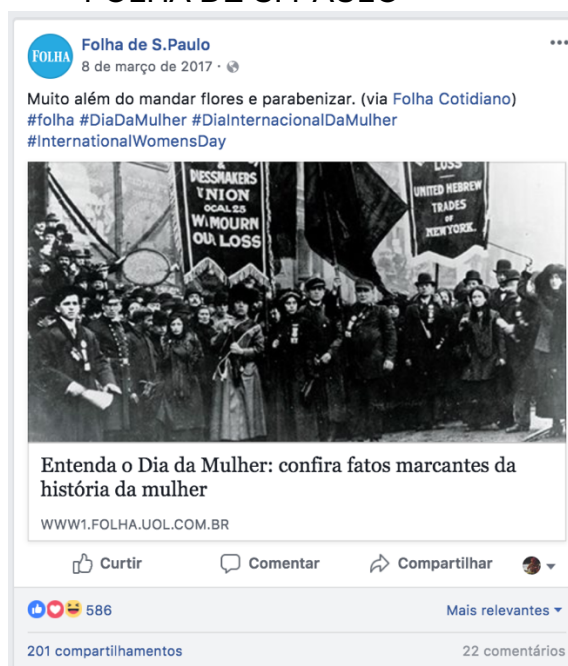 FOLHA DE S. PAULO
FOLHA
Folha de S.Paulo
8 de março de 2017 ·
Muito além do mandar flores e parabenizar. (via Folha Cotidiano)
#folha #DiaDaMulher #DiaInternacionalDaMulher
#InternationalWomensDay
UNION
LOCAL 25
WE MOURN
OUR LOSS
LOSS
UNITED HEBREW
TRADES
OF
NEW YORK.
Entenda o Dia da Mulher: confira fatos marcantes da
história da mulher
WWW1.FOLHA.UOL.COM.BR
Curtir Comentar Compartilhar
586 Mais relevantes
201 compartilhamentos 22 comentários